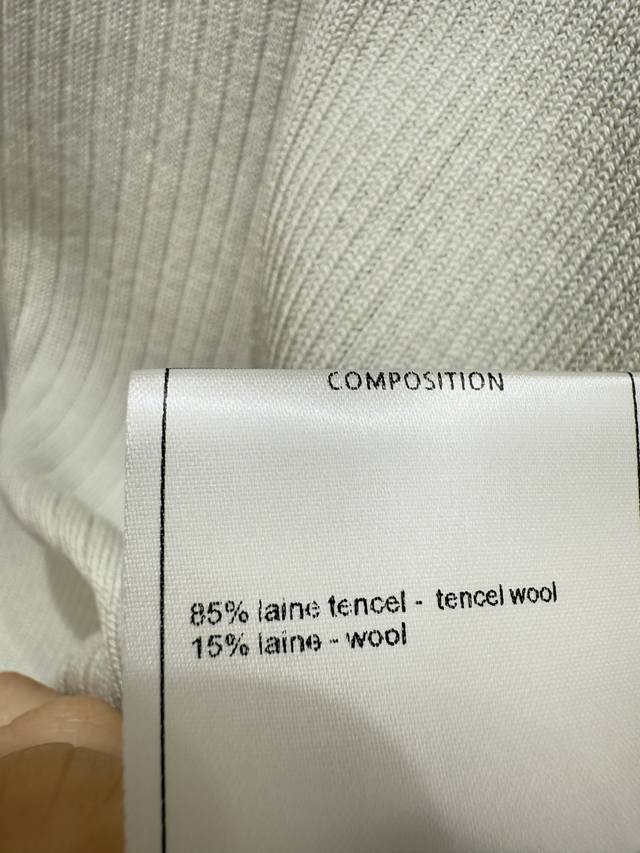 COMPOSITION
85% laine tencel - tencel wool
15% laine - wool